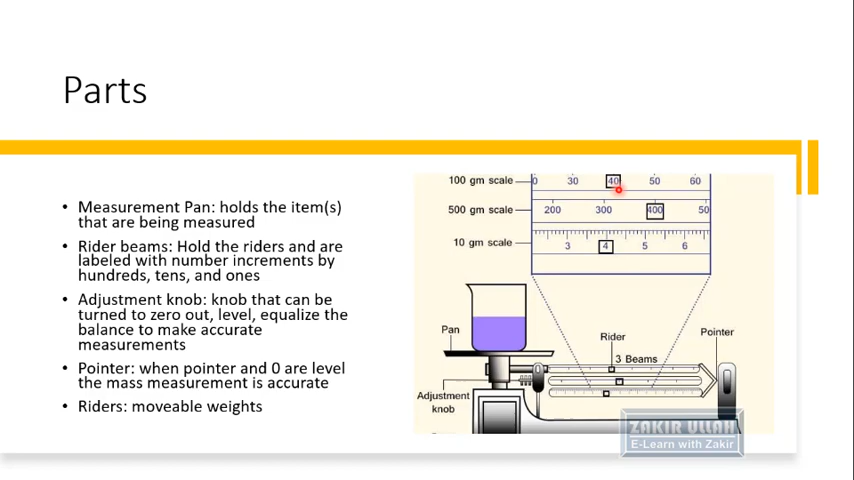 Parts
• Measurement Pan: holds the item(s)
that are being measured
• Rider beams: Hold the riders and are
labeled with number increments by
hundreds, tens, and ones
• Adjustment knob: knob that can be
turned to zero out, level, equalize the
balance to make accurate
measurements
• Pointer: when pointer and 0 are level
the mass measurement is accurate
• Riders: moveable weights
100 gm scale 0 30 40 50 60
500 gm scale 200 300 400 50
10 gm scale 3 4 5 6
Pan
Rider
Pointer
3 Beams
Adjustment
knob
ZAKIR ULLAH
E-Learn with Zakir